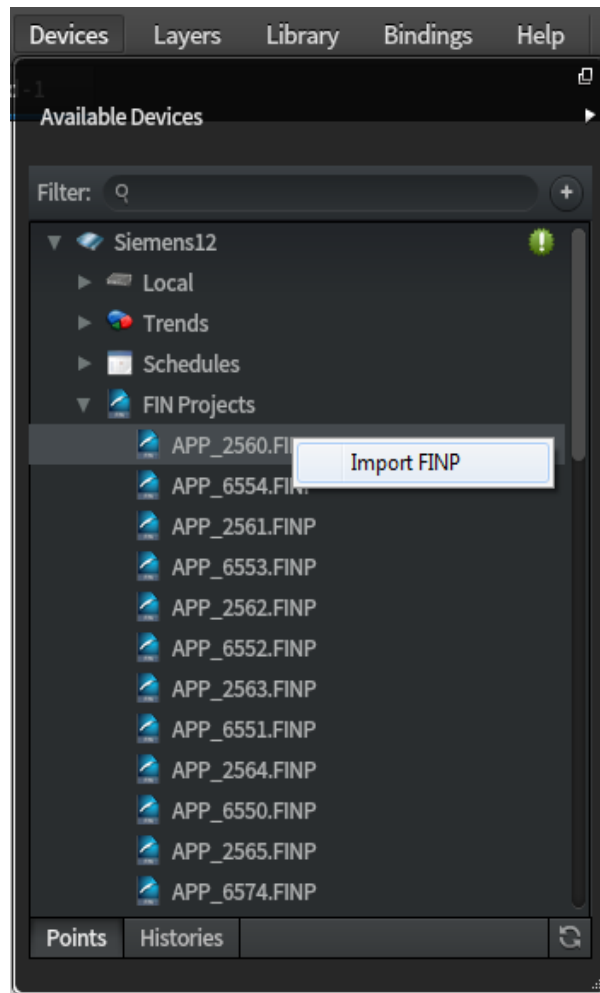 Devices Layers Library Bindings Help
-1
Available Devices
Filter:
Siemens12
Local
Trends
Schedules
FIN Projects
APP_2560.FI
Import FINP
APP_6554.FINP
APP_2561.FINP
APP_6553.FINP
APP_2562.FINP
APP_6552.FINP
APP_2563.FINP
APP_6551.FINP
APP_2564.FINP
APP_6550.FINP
APP_2565.FINP
APP_6574.FINP
Points Histories